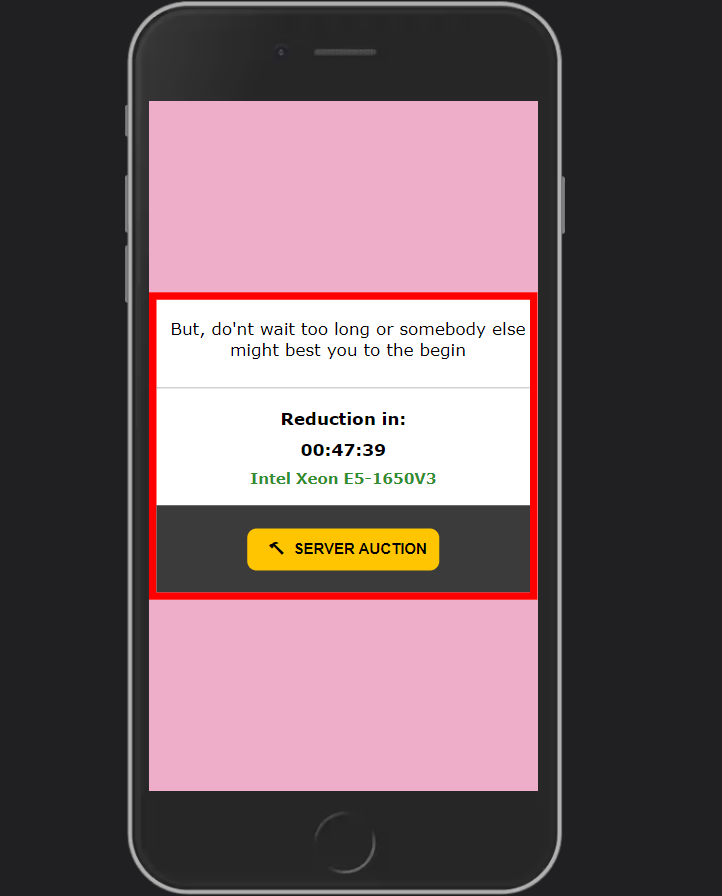 But, do'nt wait too long or somebody else
might best you to the begin
Reduction in:
00:47:39
Intel Xeon E5-1650V3
SERVER AUCTION